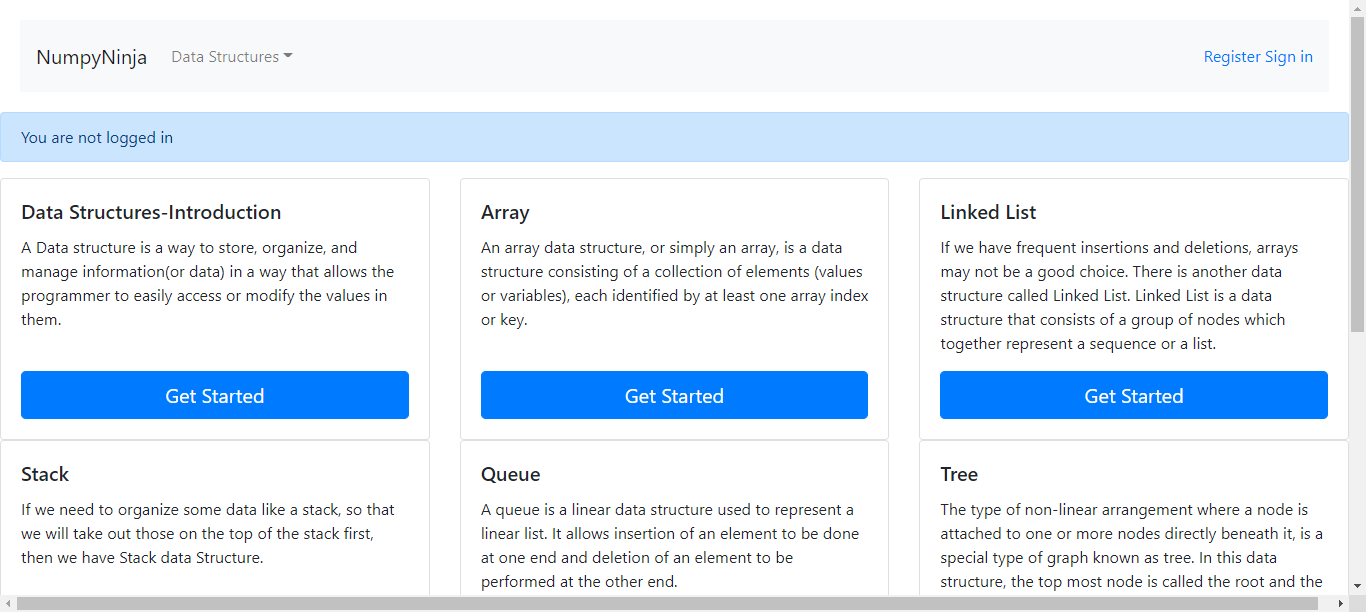 NumpyNinja
Data Structures
Register Sign in
You are not logged in
Data Structures-Introduction
A Data structure is a way to store, organize, and
manage information(or data) in a way that allows the
programmer to easily access or modify the values in
them.
Get Started
Array
An array data structure, or simply an array, is a data
structure consisting of a collection of elements (values
or variables), each identified by at least one array index
or key.
Get Started
Linked List
If we have frequent insertions and deletions, arrays
may not be a good choice. There is another data
structure called Linked List. Linked List is a data
structure that consists of a group of nodes which
together represent a sequence or a list.
Get Started
Stack
If we need to organize some data like a stack, so that
we will take out those on the top of the stack first,
then we have Stack data Structure.
Queue
A queue is a linear data structure used to represent a
linear list. It allows insertion of an element to be done
at one end and deletion of an element to be
performed at the other end.
Tree
The type of non-linear arrangement where a node is
attached to one or more nodes directly beneath it, is a
special type of graph known as tree. In this data
structure, the top most node is called the root and the